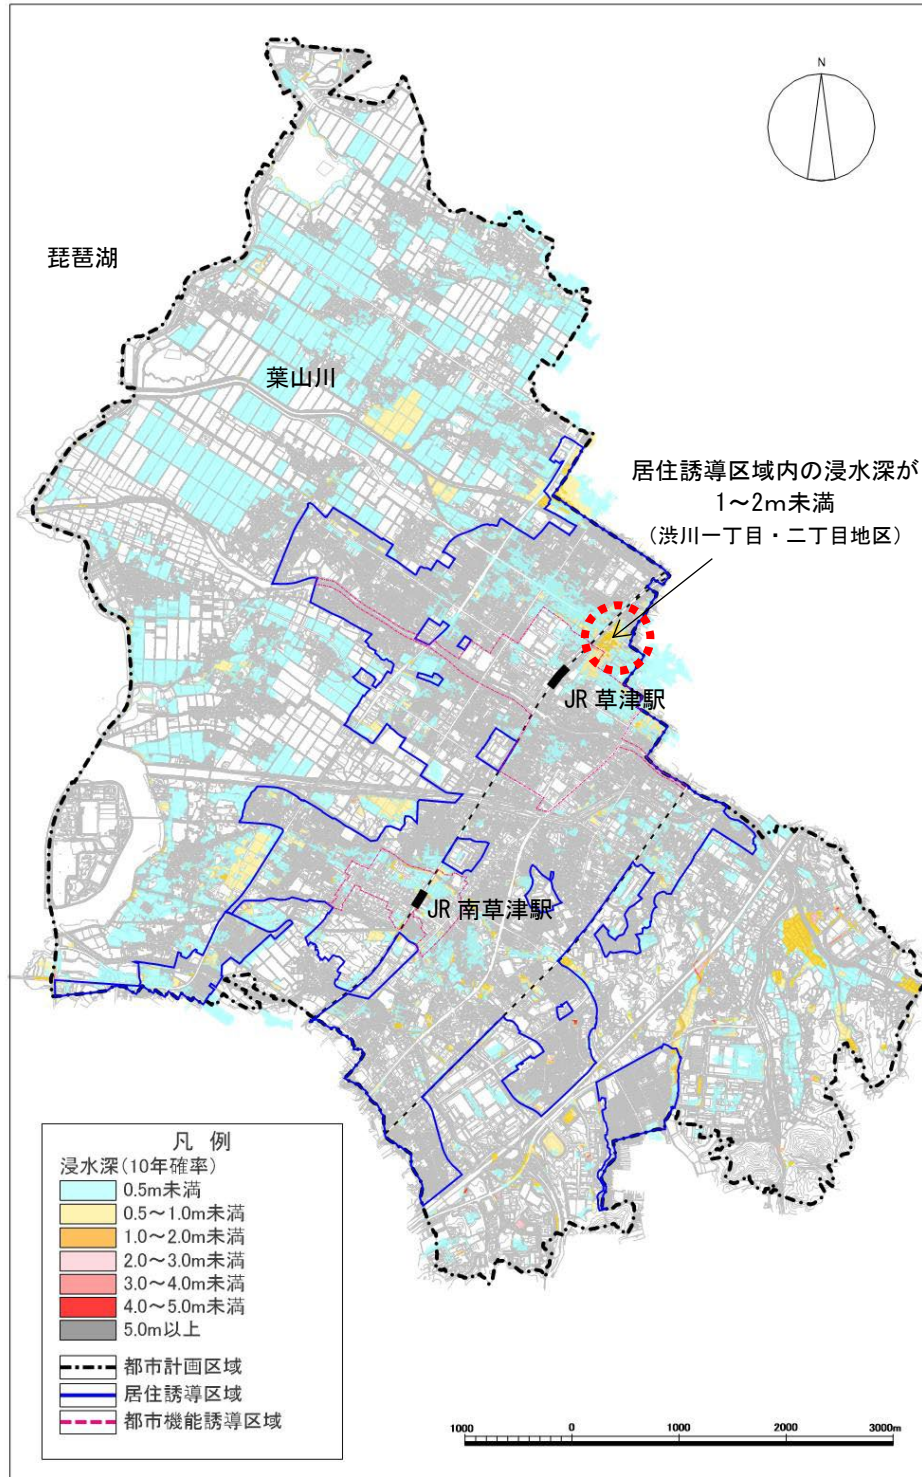 N
琵琶湖
葉山川
居住誘導区域内の浸水深が
1～2m未満
（渋川一丁目・二丁目地区）
JR 草津駅
JR 南草津駅
凡 例
浸水深(10年確率)
0.5m未満
0.5～1.0m未満
1.0～2.0m未満
2.0～3.0m未満
3.0～4.0m未満
4.0～5.0m未満
5.0m以上
都市計画区域
居住誘導区域
都市機能誘導区域
1000 0 1000 2000 3000m